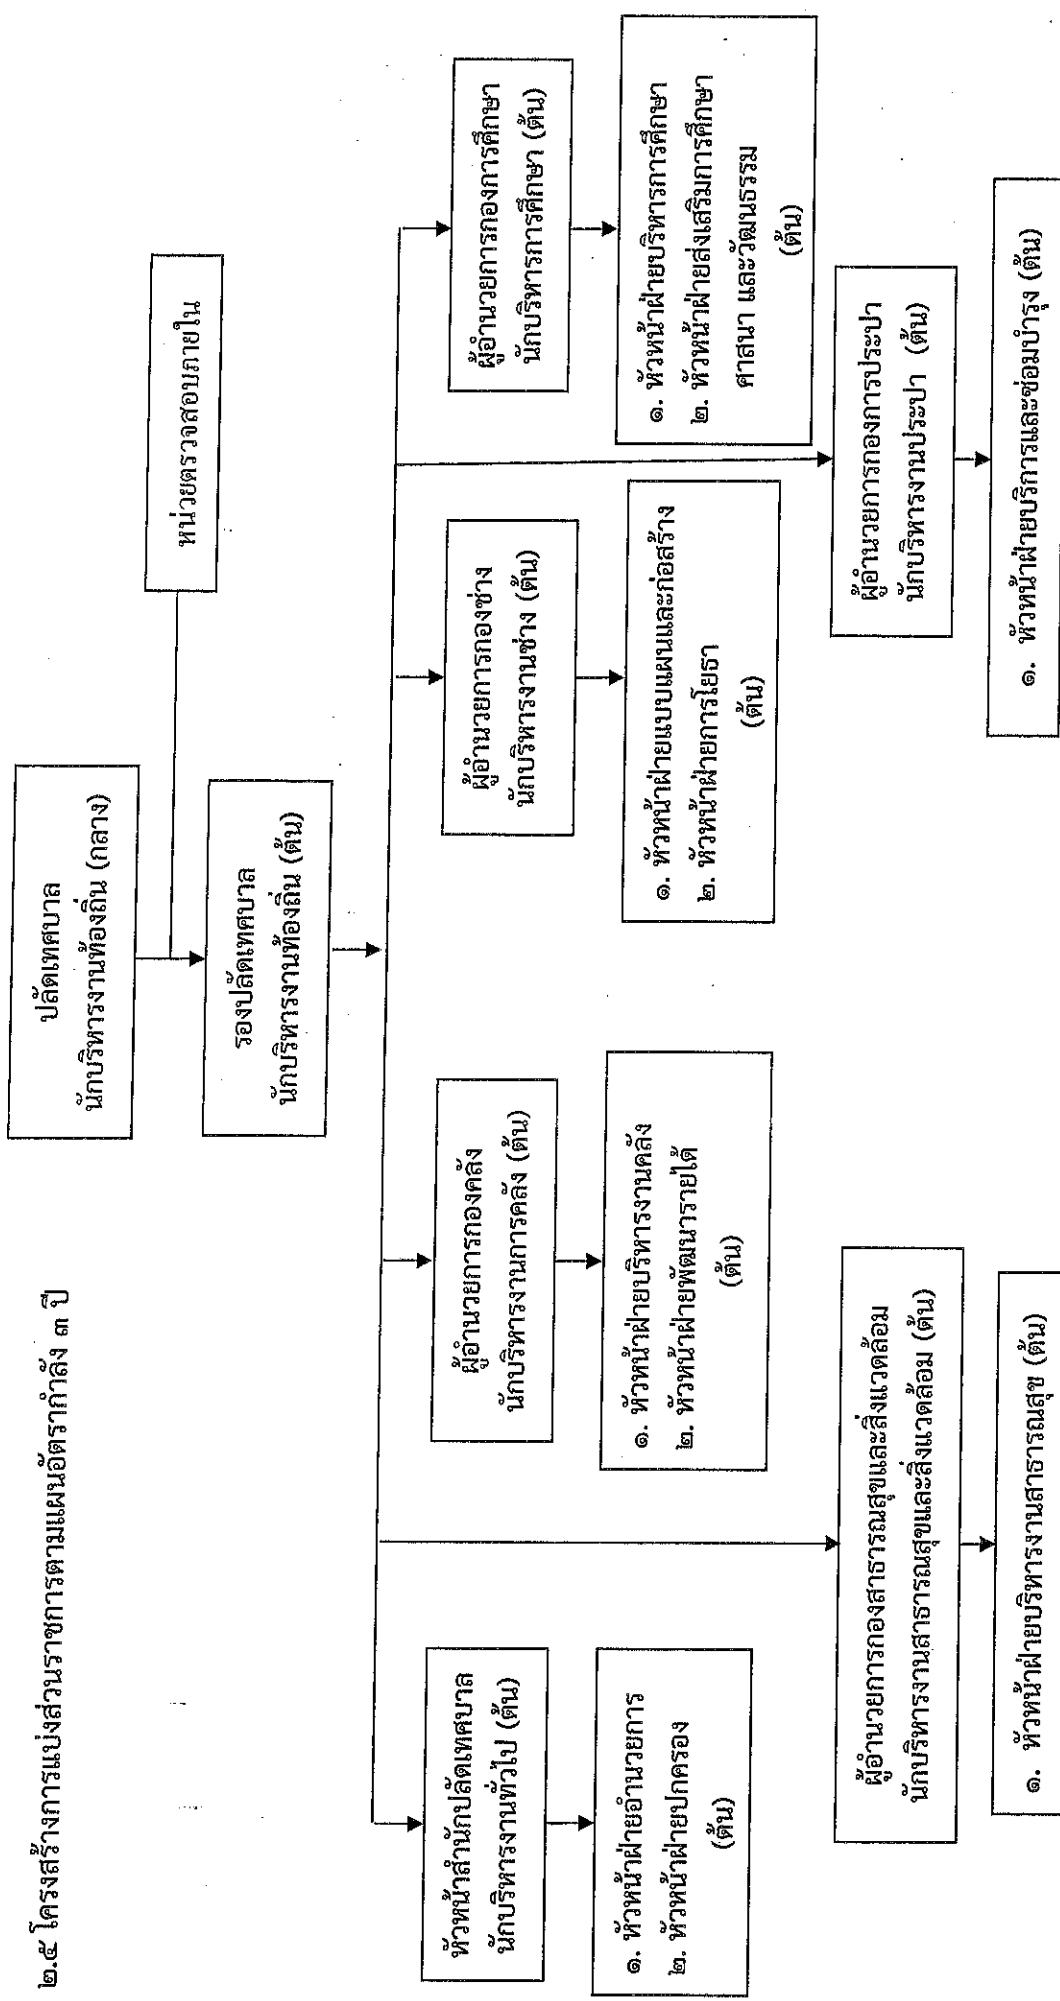 ๒.๕ โครงสร้างการแบ่งส่วนราชการตามแผนอัตรากำลัง ๓ ปี
ปลัดเทศบาล
นักบริหารงานท้องถิ่น (กลาง)
หน่วยตรวจสอบภายใน
รองปลัดเทศบาล
นักบริหารงานท้องถิ่น (ต้น)
หัวหน้าสำนักปลัดเทศบาล
นักบริหารงานทั่วไป (ต้น)
๑. หัวหน้าฝ่ายอำนวยการ
๒. หัวหน้าฝ่ายปกครอง
(ต้น)
ผู้อำนวยการกองคลัง
นักบริหารงานการคลัง (ต้น)
๑. หัวหน้าฝ่ายบริหารงานคลัง
๒. หัวหน้าฝ่ายพัฒนารายได้
(ต้น)
ผู้อำนวยการกองช่าง
นักบริหารงานช่าง (ต้น)
๑. หัวหน้าฝ่ายแบบแผนและก่อสร้าง
๒. หัวหน้าฝ่ายการโยธา
(ต้น)
ผู้อำนวยการกองการศึกษา
นักบริหารการศึกษา (ต้น)
๑. หัวหน้าฝ่ายบริหารการศึกษา
๒. หัวหน้าฝ่ายส่งเสริมการศึกษา
ศาสนา และวัฒนธรรม
(ต้น)
ผู้อำนวยการกองสาธารณสุขและสิ่งแวดล้อม
นักบริหารงานสาธารณสุขและสิ่งแวดล้อม (ต้น)
๑. หัวหน้าฝ่ายบริหารงานสาธารณสุข (ต้น)
ผู้อำนวยการกองการประปา
นักบริหารงานประปา (ต้น)
๑. หัวหน้าฝ่ายบริการและซ่อมบำรุง (ต้น)